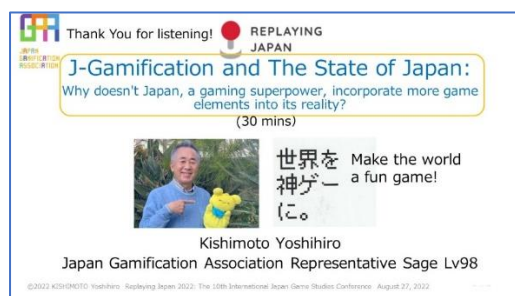 Thank You for listening!
REPLAYING
JAPAN
JAPAN
GAMIFICATION
ASSOCIATION
J-Gamification and The State of Japan:
Why doesn't Japan, a gaming superpower, incorporate more game
elements into its reality?
(30 mins)
世界を
神ゲー
に。
Make the world
a fun game!
Kishimoto Yoshihiro
Japan Gamification Association Representative Sage Lv98
©2022 KISHIMOTO Yoshihiro Replaying Japan 2022: The 10th International Japan Game Studies Conference August 27, 2022